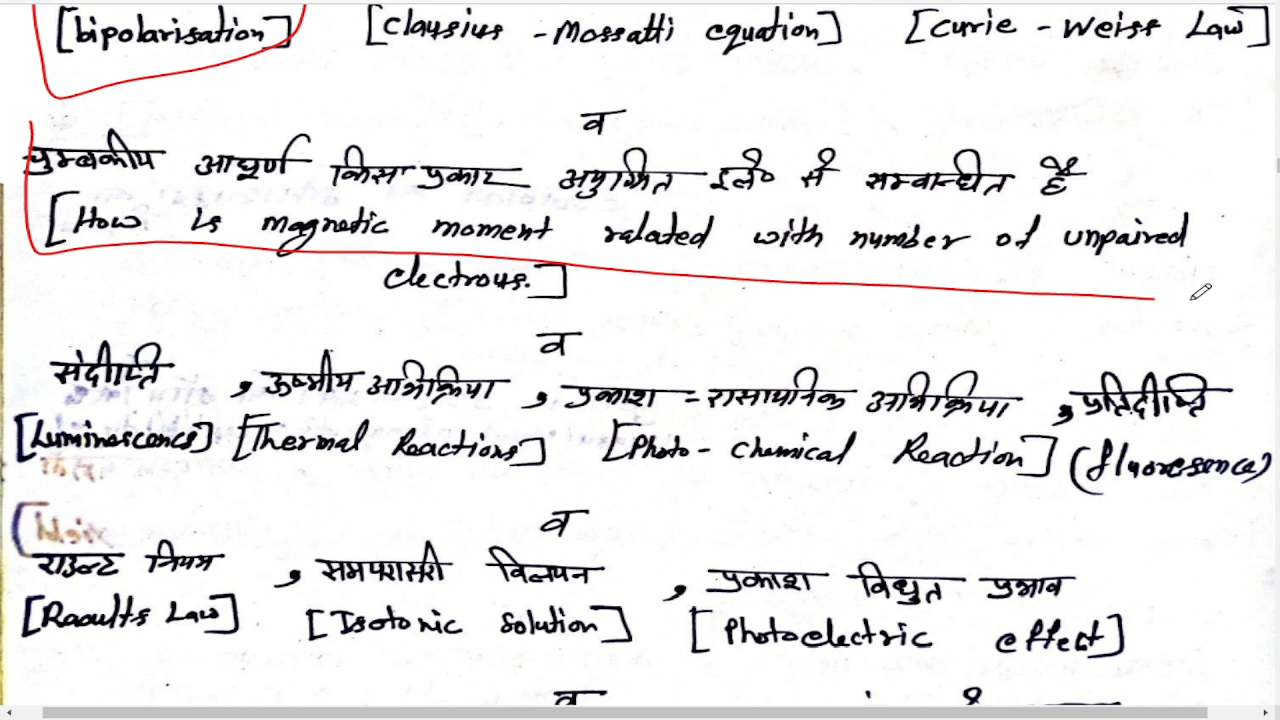 [bipolarisation] [Clausius - Mossatti equation] [Curie - Weiss Law]
व
चुम्बकीय आघूर्ण किस प्रकार अयुग्मित इले० से सम्बन्धित है
[How is magnetic moment related with number of unpaired
electrons.]
व
संदीप्ति , ऊष्मीय अभिक्रिया , प्रकाश - रासायनिक अभिक्रिया , प्रतिदीप्ति
[Luminescence] [Thermal Reactions] [Photo - chemical Reaction] (fluoresence)
व
राउल्ट नियम , समपरासरी विलयन , प्रकाश विधुत प्रभाव
[Raoults Law] [Isotonic solution] [Photoelectric effect]
व